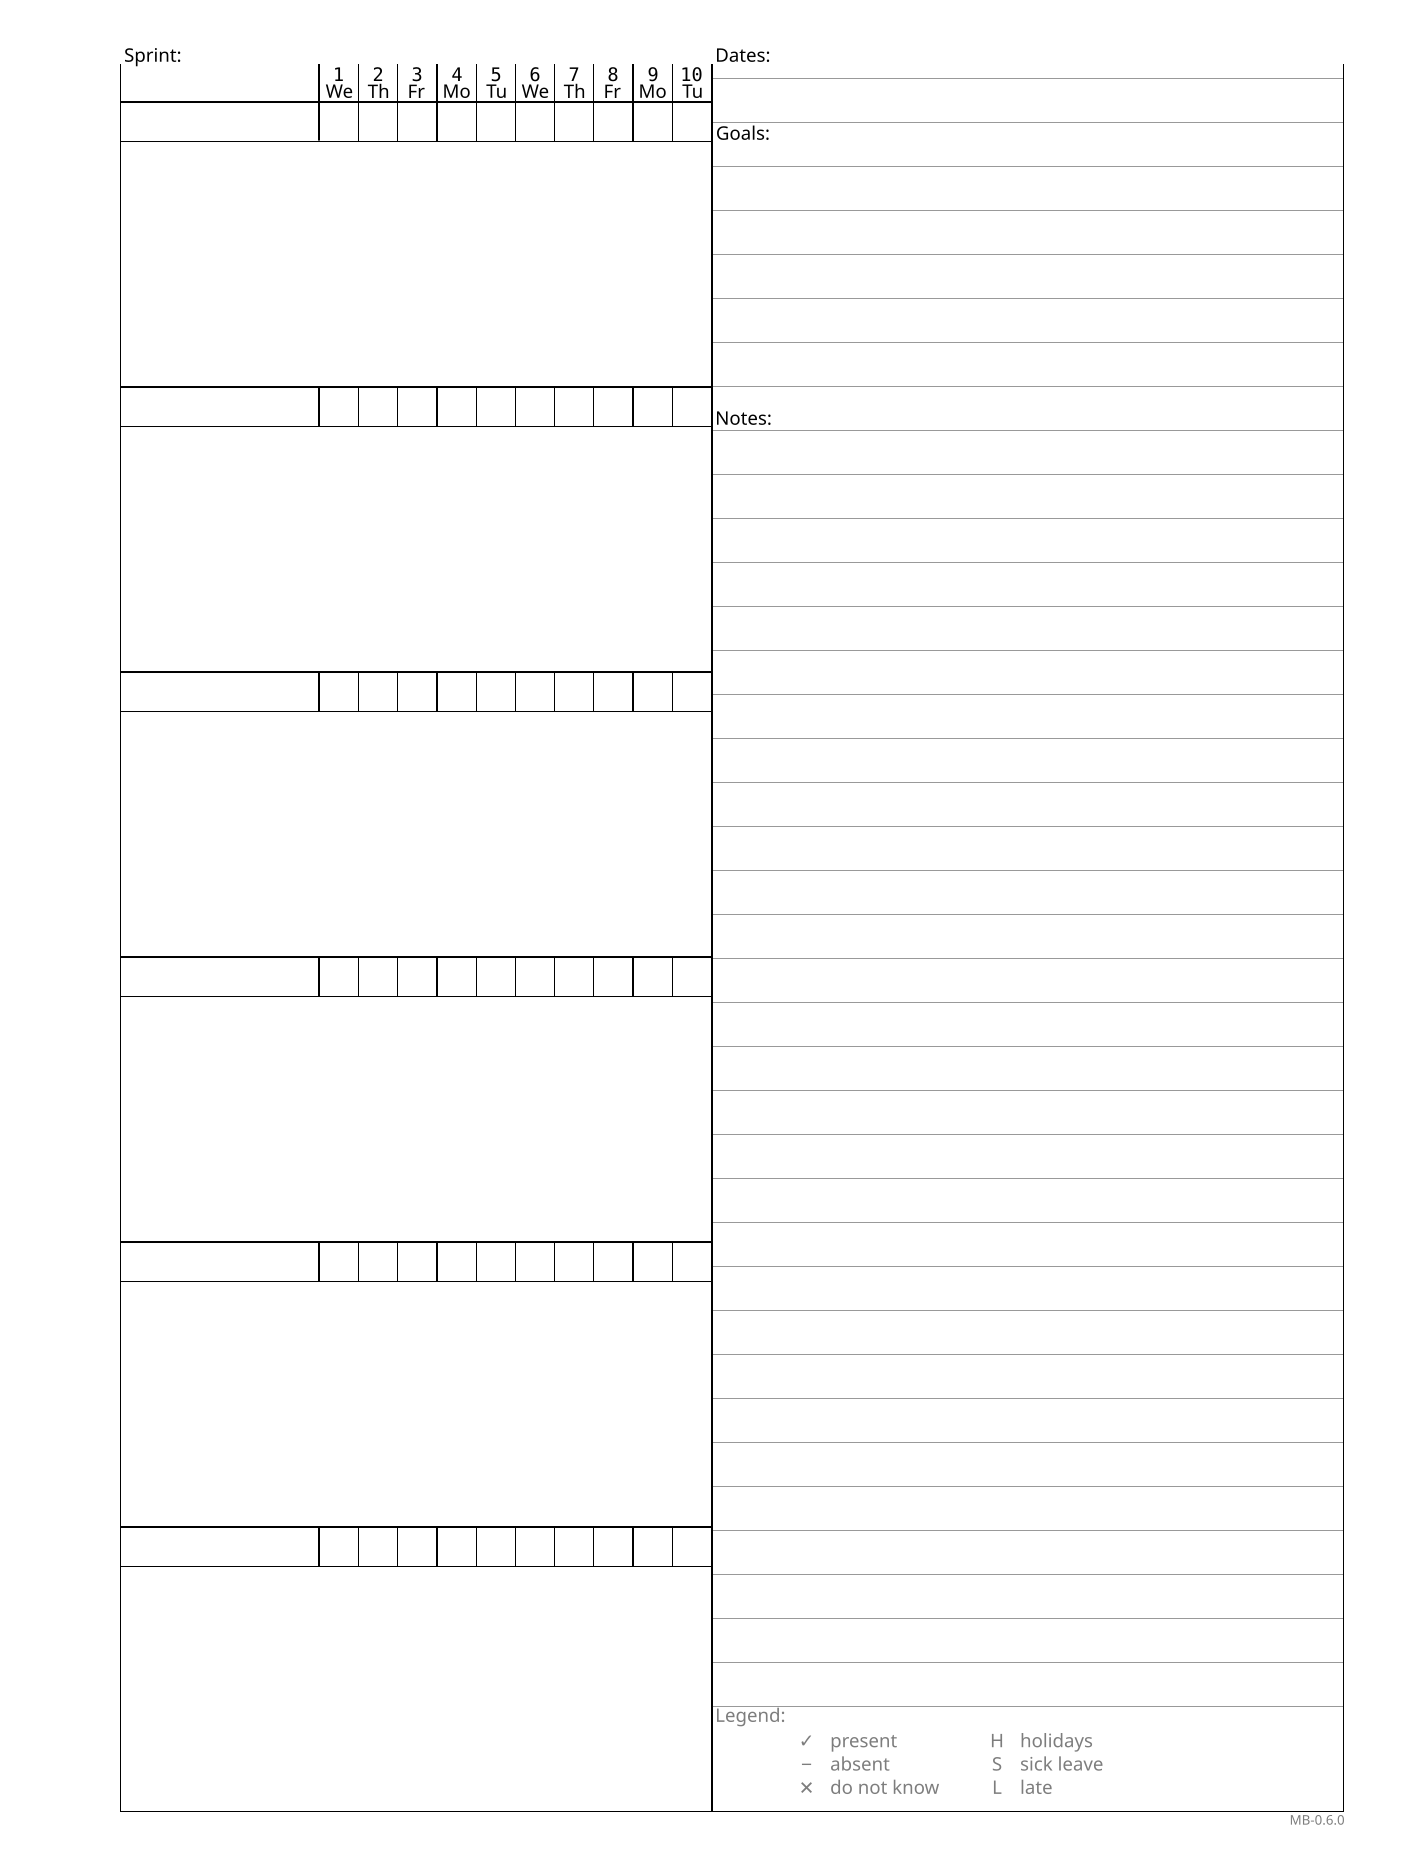 Sprint:
1 2 3 4 5 6 7 8 9 10
We Th Fr Mo Tu We Th Fr Mo Tu
Dates:
Goals:
Notes:
Legend:
✓ present H holidays
– absent S sick leave
✕ do not know L late
MB-0.6.0